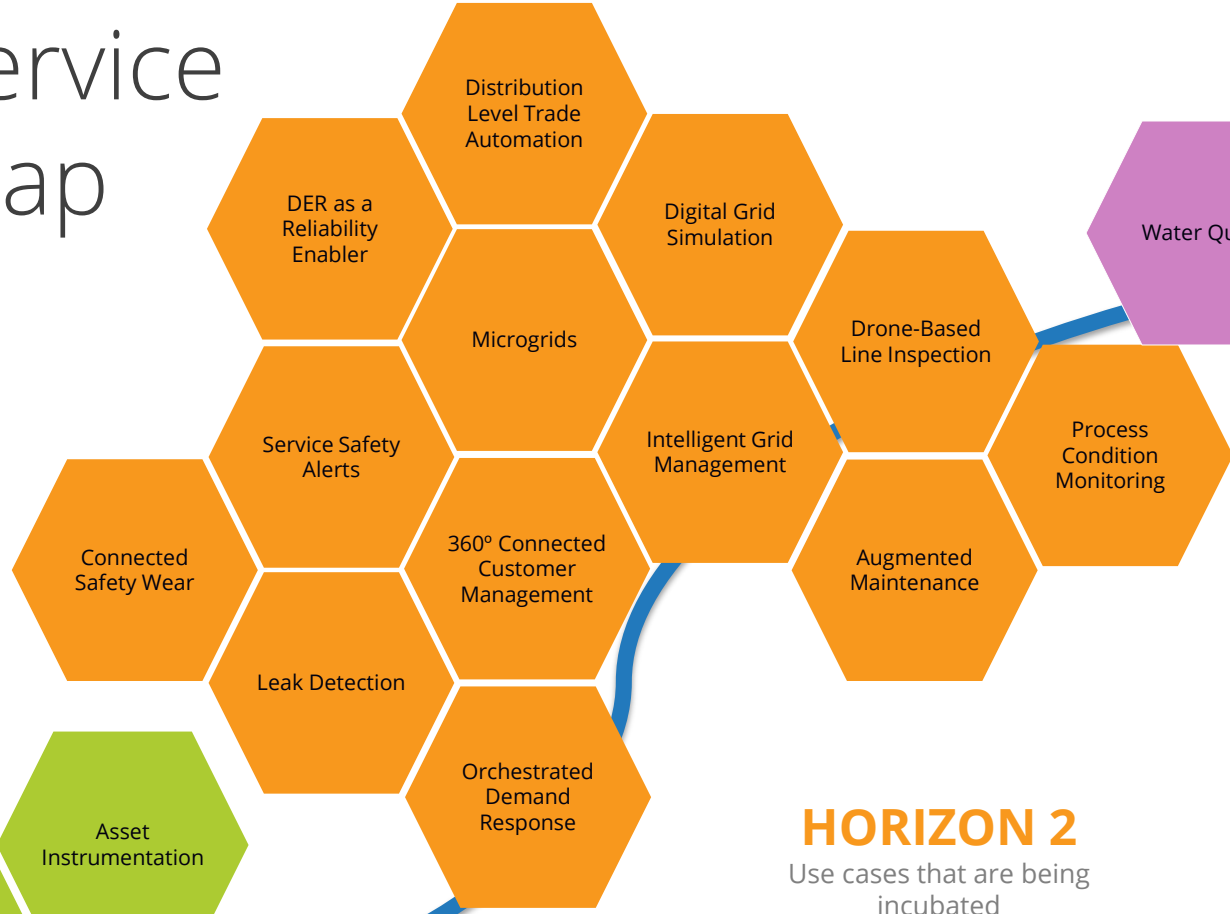 ervice
ap
Distribution
Level Trade
Automation
DER as a
Reliability
Enabler
Digital Grid
Simulation
Water Qu
Microgrids
Drone-Based
Line Inspection
Service Safety
Alerts
Intelligent Grid
Management
Process
Condition
Monitoring
Connected
Safety Wear
360º Connected
Customer
Management
Augmented
Maintenance
Leak Detection
Orchestrated
Demand
Response
Asset
Instrumentation
HORIZON 2
Use cases that are being
incubated